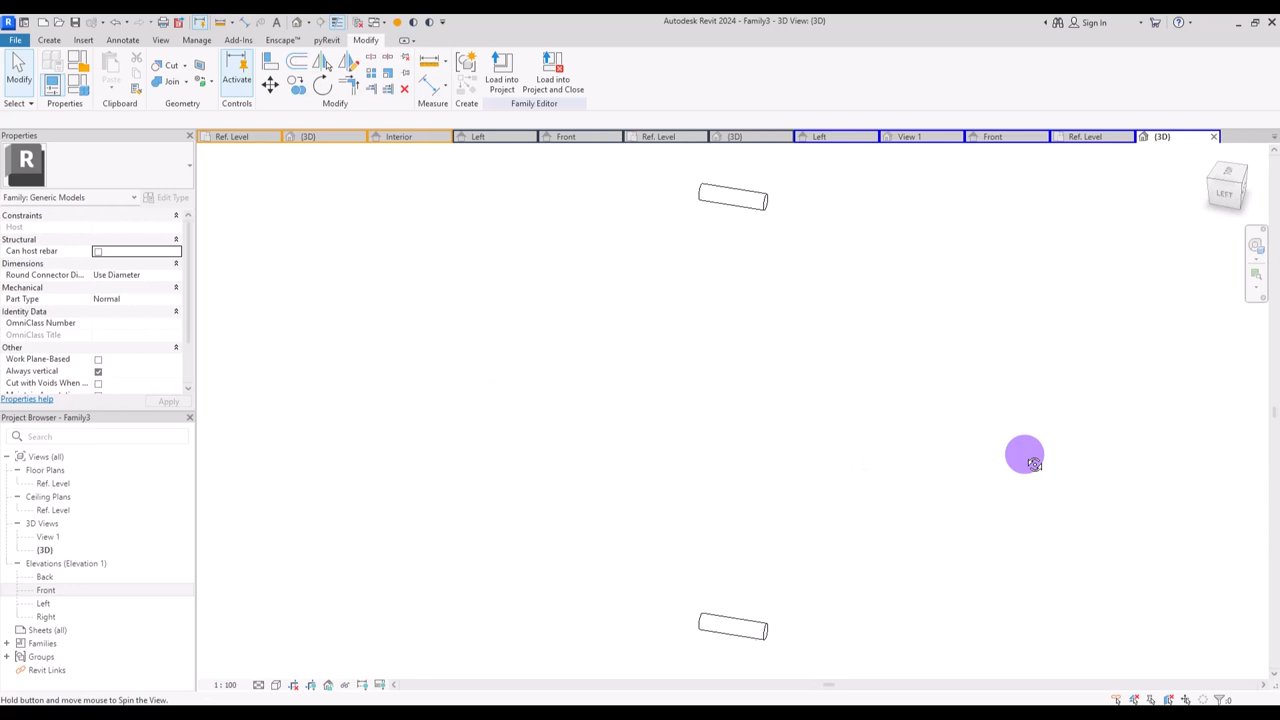 Autodesk Revit 2024 - Family3 - 3D View: {3D}
Sign In
File
Create
Insert
Annotate
View
Manage
Add-Ins
Enscape™
pyRevit
Modify
Modify
Cut
Join
Paste
Activate
Load into
Project
Load into
Project and Close
Select
Properties
Clipboard
Geometry
Controls
Modify
Measure
Create
Family Editor
Properties
Ref. Level
{3D}
Interior
Left
Front
Ref. Level
{3D}
Left
View 1
Front
Ref. Level
{3D}
R
Family: Generic Models
Edit Type
Constraints
Host
Structural
Can host rebar
Dimensions
Round Connector Di...
Use Diameter
Mechanical
Part Type
Normal
Identity Data
OmniClass Number
OmniClass Title
Other
Work Plane-Based
Always vertical
Cut with Voids When ...
Properties help
Apply
LEFT
Project Browser - Family3
Search
Views (all)
Floor Plans
Ref. Level
Ceiling Plans
Ref. Level
3D Views
View 1
{3D}
Elevations (Elevation 1)
Back
Front
Left
Right
Sheets (all)
Families
Groups
Revit Links
1 : 100
Hold button and move mouse to Spin the View.
:0